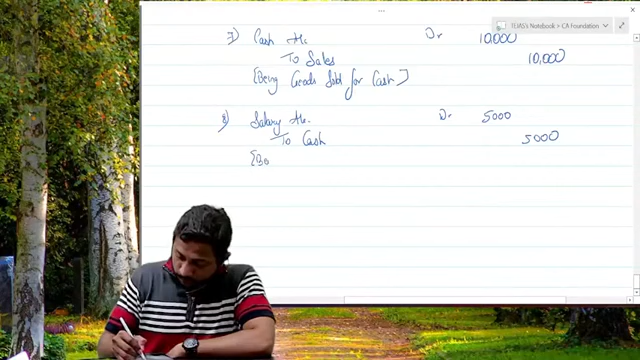 ...
TEJAS's Notebook > CA Foundation
7) Cash A/c. Dr 10,000
To Sales 10,000
[Being Goods Sold for Cash]
8) Salary A/c. Dr 5000
To Cash 5000
[Be